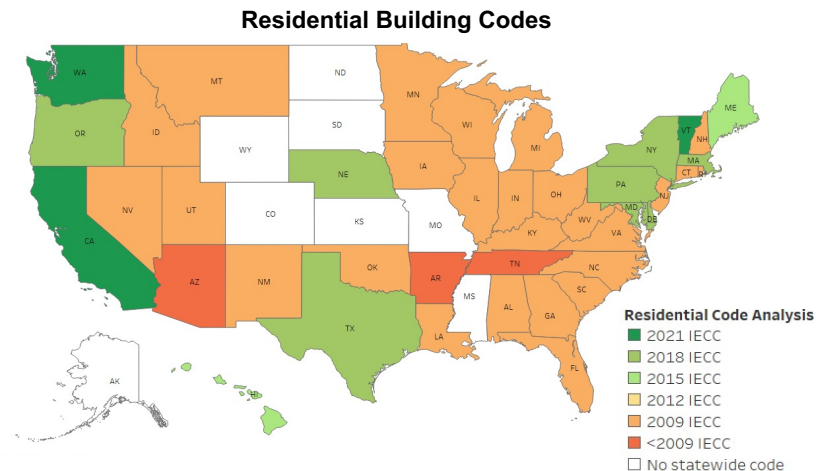 Residential Building Codes
WA
MT
ND
MN
ME
OR
ID
SD
WI
MI
VT
NH
NY
MA
WY
NE
IA
CT
RI
PA
NJ
NV
UT
CO
KS
MO
IL
IN
OH
MD
DE
WV
VA
KY
CA
AZ
NM
OK
AR
TN
NC
SC
MS
AL
GA
TX
LA
FL
AK
HI
Residential Code Analysis
2021 IECC
2018 IECC
2015 IECC
2012 IECC
2009 IECC
<2009 IECC
No statewide code